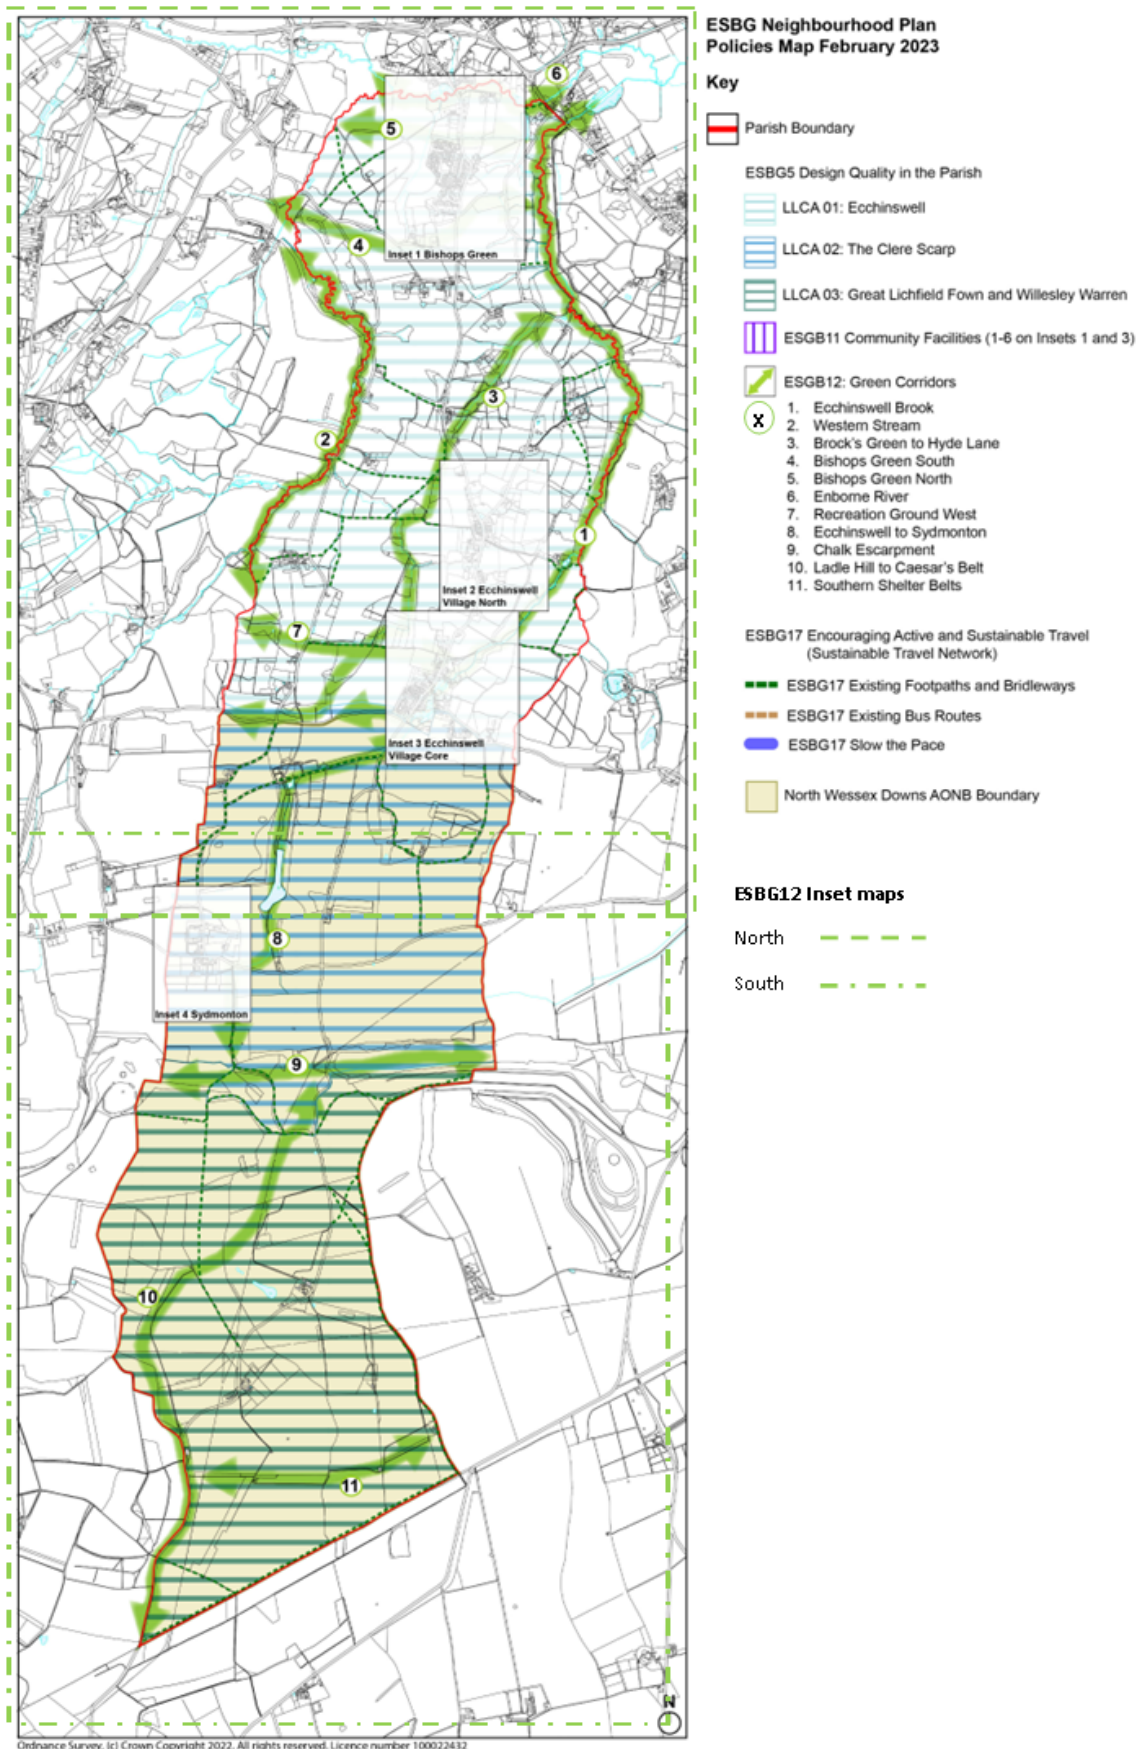 ESBG Neighbourhood Plan
Policies Map February 2023
Key
Parish Boundary
ESBG5 Design Quality in the Parish
LLCA 01: Ecchinswell
LLCA 02: The Clere Scarp
LLCA 03: Great Lichfield Fown and Willesley Warren
ESGB11 Community Facilities (1-6 on Insets 1 and 3)
ESGB12: Green Corridors
X
1. Ecchinswell Brook
2. Western Stream
3. Brock's Green to Hyde Lane
4. Bishops Green South
5. Bishops Green North
6. Enborne River
7. Recreation Ground West
8. Ecchinswell to Sydmonton
9. Chalk Escarpment
10. Ladle Hill to Caesar's Belt
11. Southern Shelter Belts
ESBG17 Encouraging Active and Sustainable Travel
(Sustainable Travel Network)
ESBG17 Existing Footpaths and Bridleways
ESBG17 Existing Bus Routes
ESBG17 Slow the Pace
North Wessex Downs AONB Boundary
ESBG12 Inset maps
North
South
6
5
4
Inset 1 Bishops Green
3
2
1
Inset 2 Ecchinswell
Village North
7
Inset 3 Ecchinswell
Village Core
8
Inset 4 Sydmonton
9
10
11
N
Ordnance Survey, (c) Crown Copyright 2022. All rights reserved. Licence number 100022432